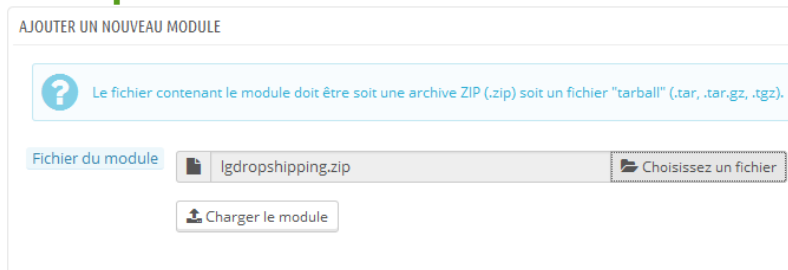 AJOUTER UN NOUVEAU MODULE
Le fichier contenant le module doit être soit une archive ZIP (.zip) soit un fichier "tarball" (.tar, .tar.gz, .tgz).
Fichier du module
lgdropshipping.zip
Choisissez un fichier
Charger le module